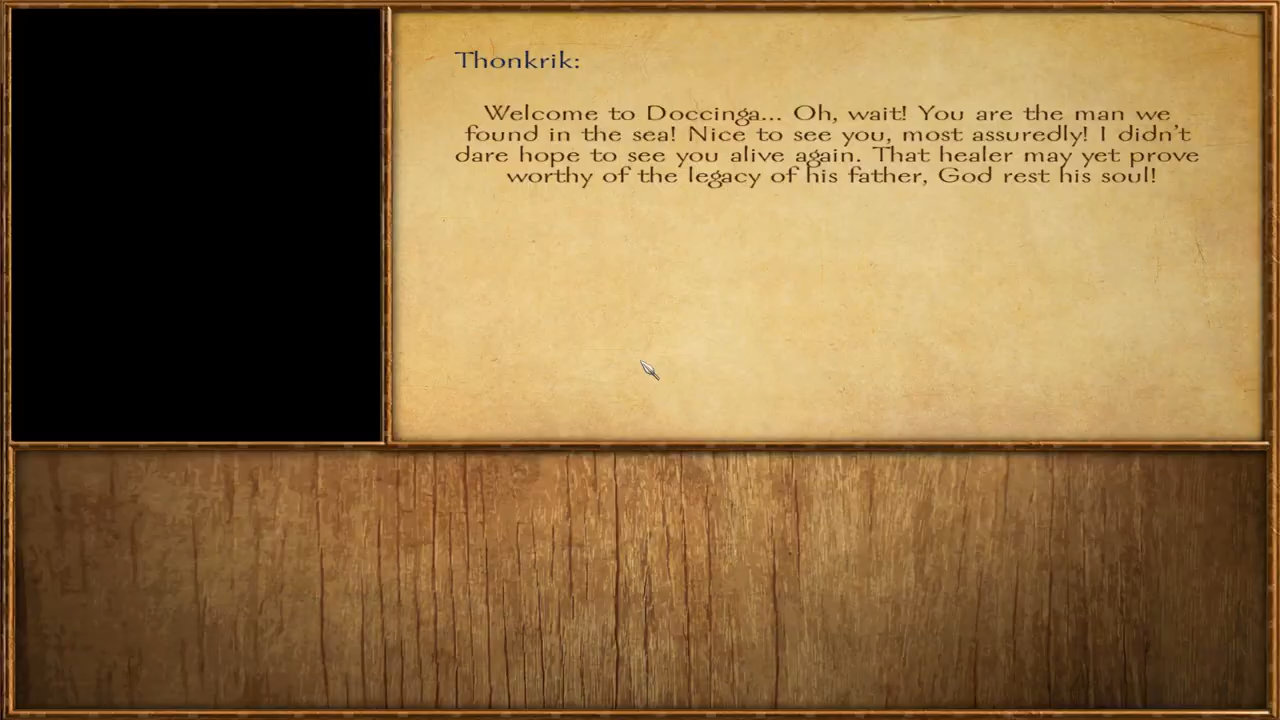 Thonkrik:
Welcome to Doccinga... Oh, wait! You are the man we
found in the sea! Nice to see you, most assuredly! I didn't
dare hope to see you alive again. That healer may yet prove
worthy of the legacy of his father, God rest his soul!